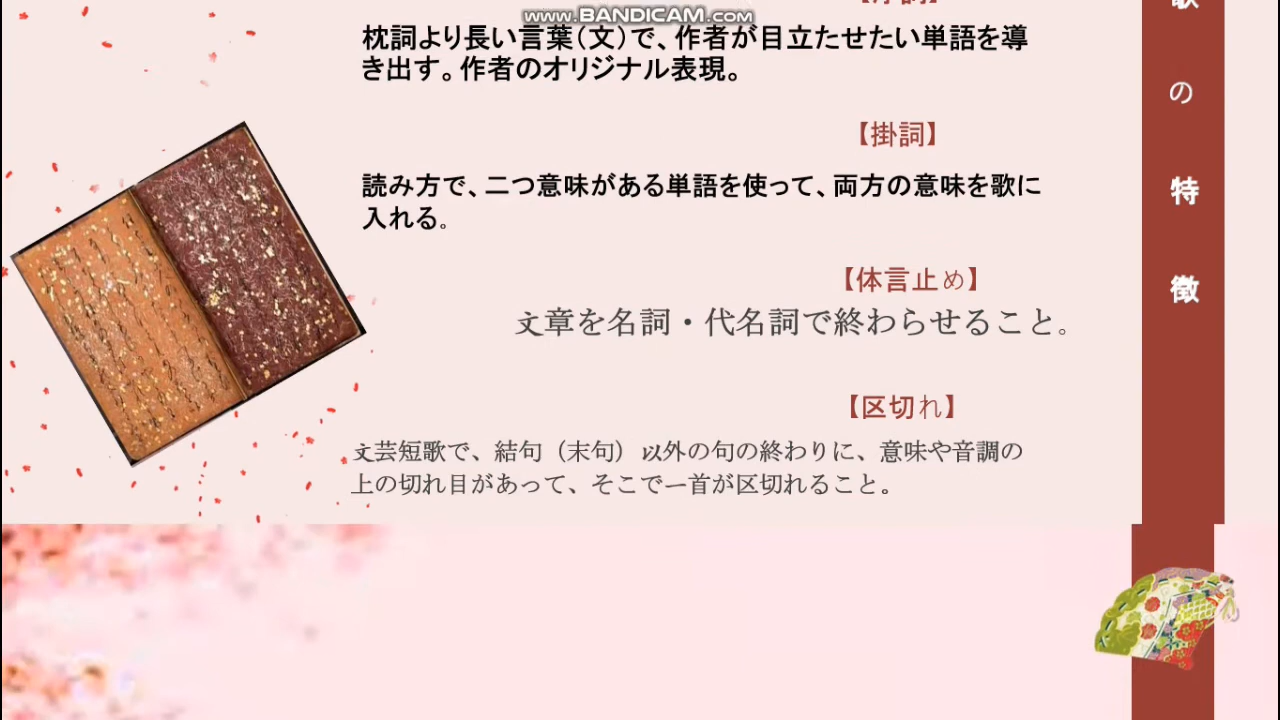 www.BANDICAM.com
枕詞より長い言葉(文)で、作者が目立たせたい単語を導
き出す。作者のオリジナル表現。
【掛詞】
読み方で、二つ意味がある単語を使って、両方の意味を歌に
入れる。
【体言止め】
文章を名詞・代名詞で終わらせること。
【区切れ】
文芸短歌で、結句(末句)以外の句の終わりに、意味や音調の
上の切れ目があって、そこで一首が区切れること。
の
特
徴